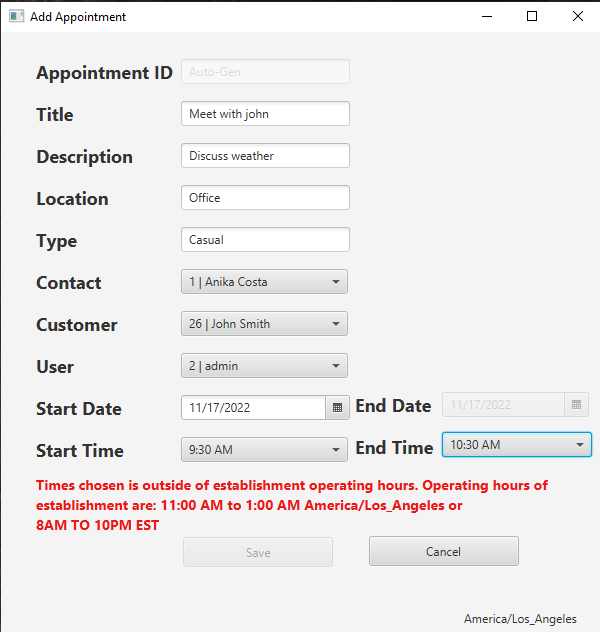 Add Appointment
Appointment ID Auto-Gen
Title Meet with john
Description Discuss weather
Location Office
Type Casual
Contact 1 | Anika Costa
Customer 26 | John Smith
User 2 | admin
Start Date 11/17/2022 End Date 11/17/2022
Start Time 9:30 AM End Time 10:30 AM
Times chosen is outside of establishment operating hours. Operating hours of
establishment are: 11:00 AM to 1:00 AM America/Los_Angeles or
8AM TO 10PM EST
Save Cancel
America/Los_Angeles